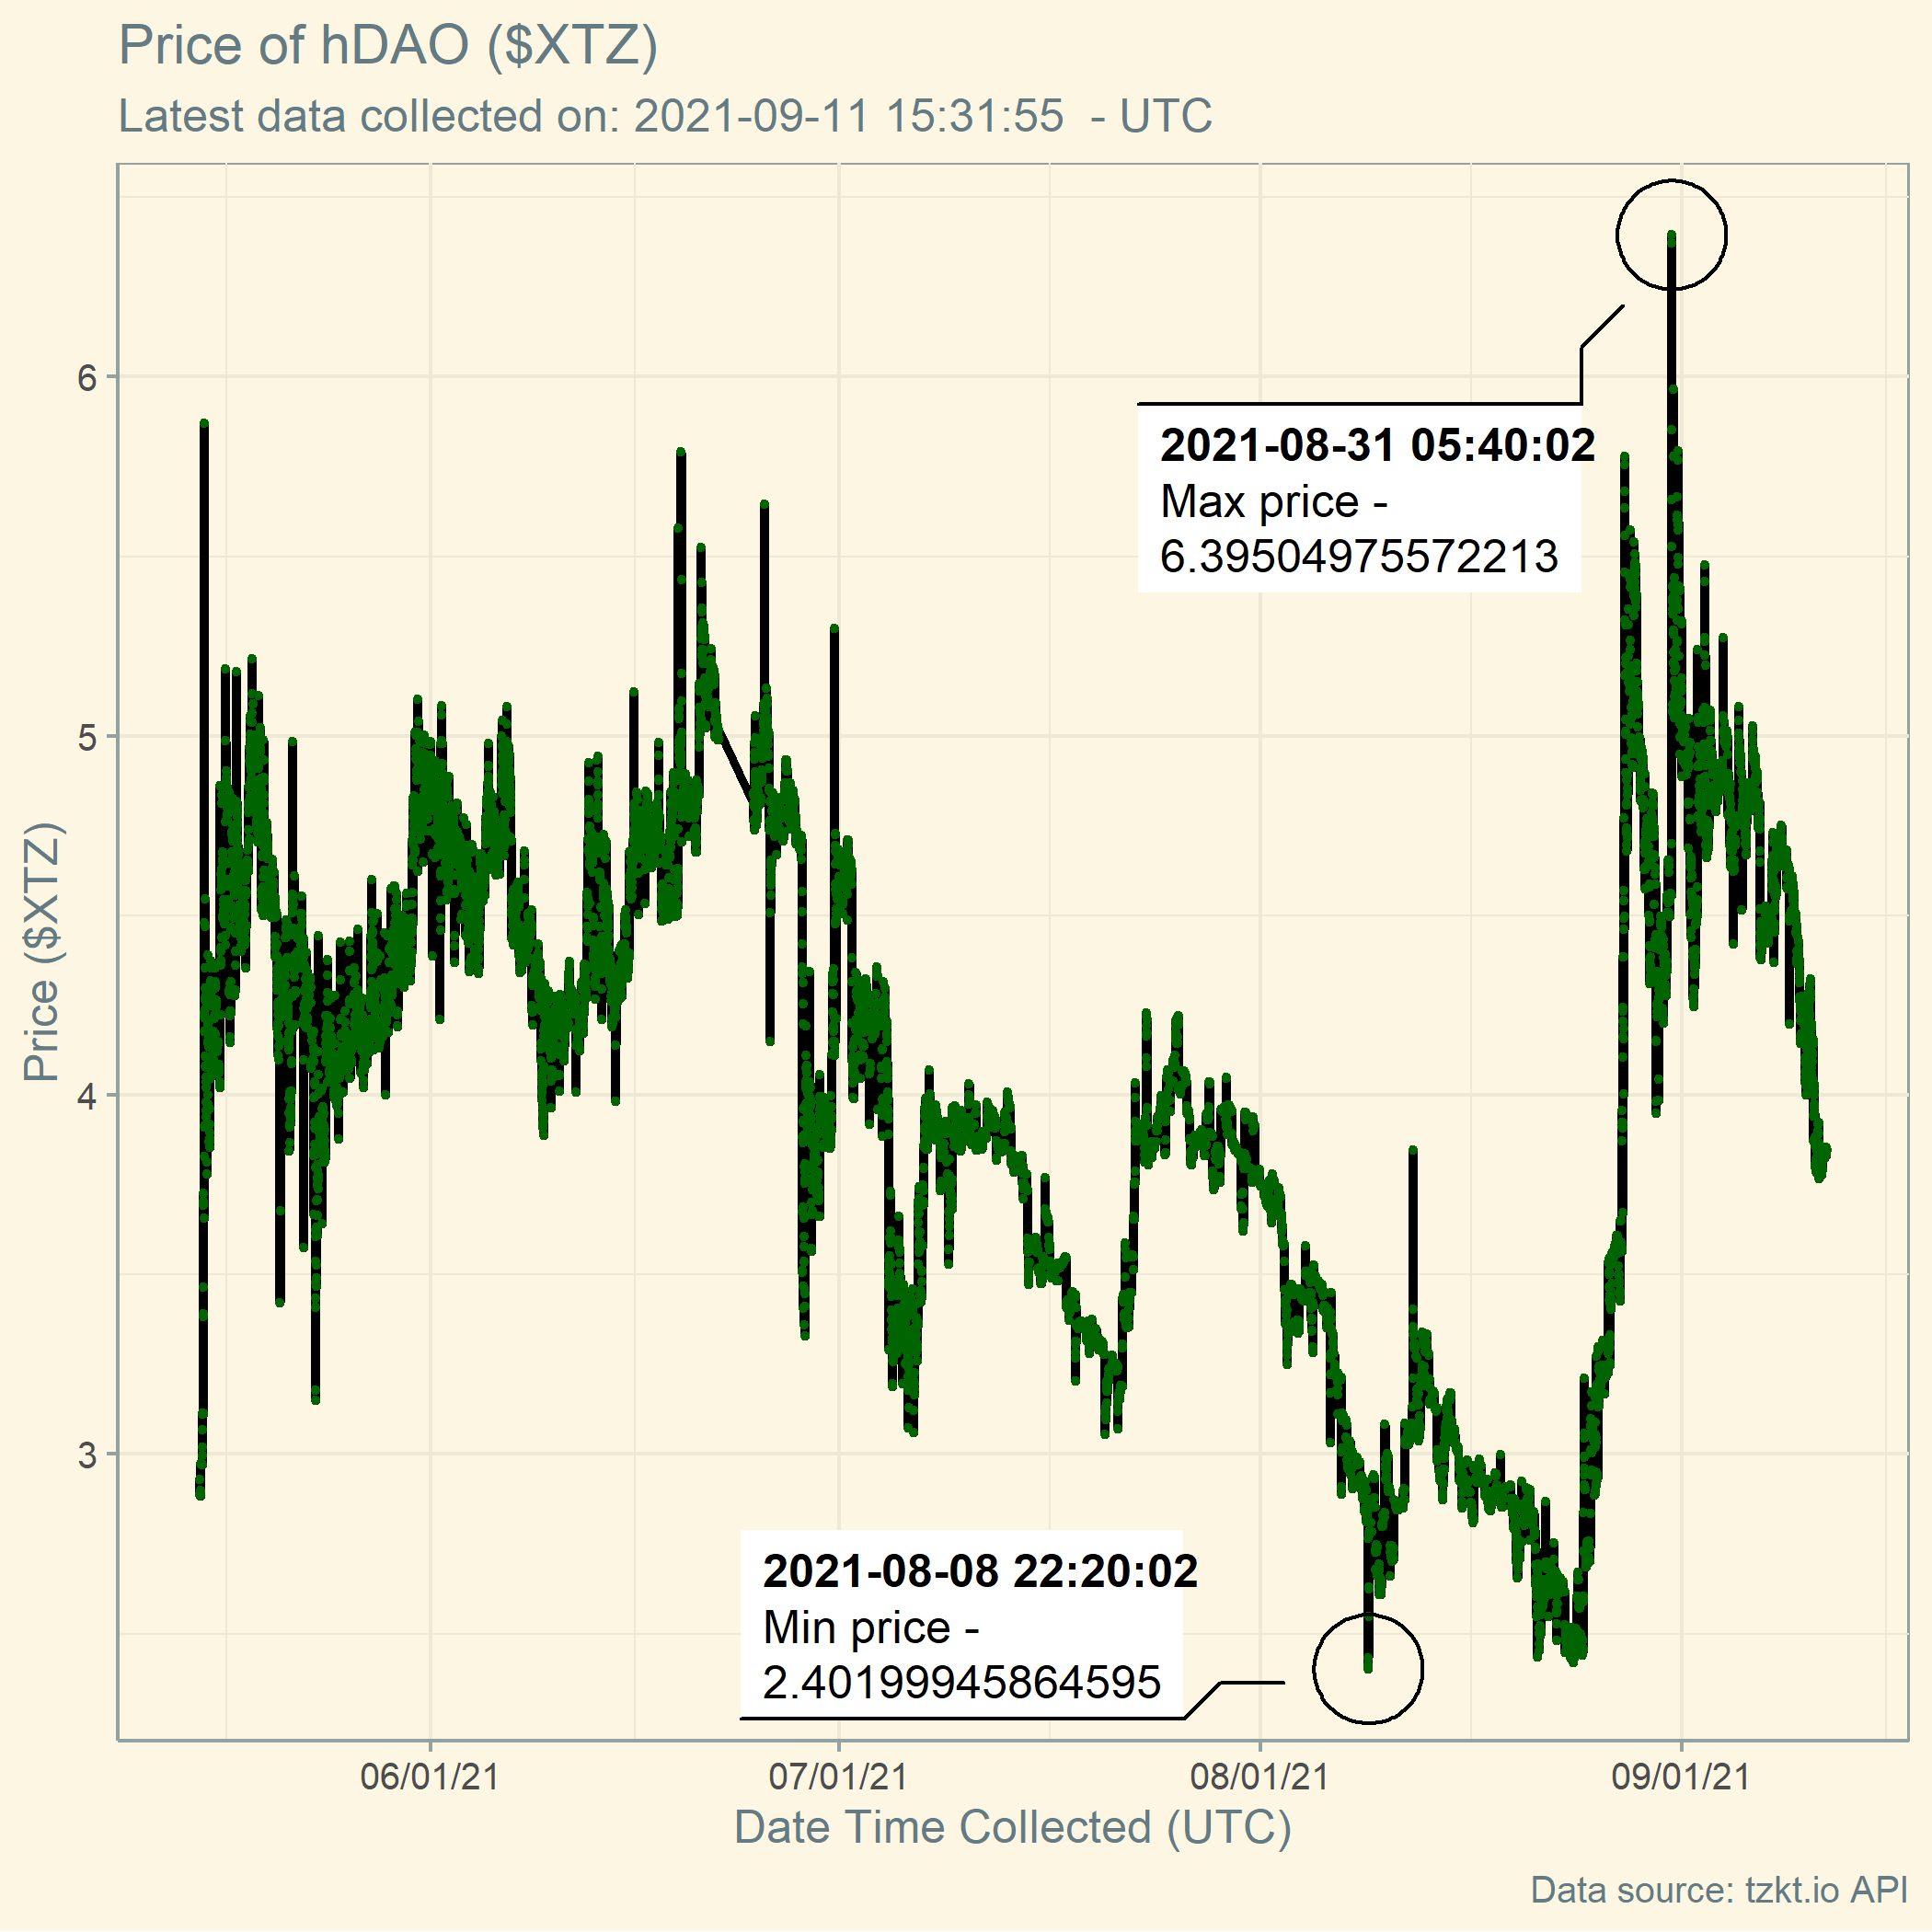 Price of hDAO ($XTZ)
Latest data collected on: 2021-09-11 15:31:55  - UTC
6
5
4
3
Price ($XTZ)
2021-08-31 05:40:02
Max price -
6.39504975572213
2021-08-08 22:20:02
Min price -
2.40199945864595
06/01/21
07/01/21
08/01/21
09/01/21
Date Time Collected (UTC)
Data source: tzkt.io API